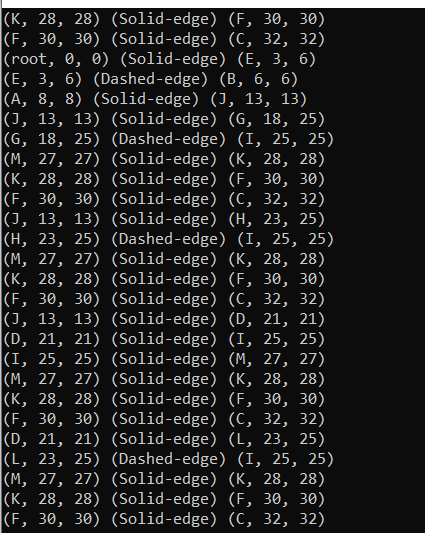 (K, 28, 28) (Solid-edge) (F, 30, 30)
(F, 30, 30) (Solid-edge) (C, 32, 32)
(root, 0, 0) (Solid-edge) (E, 3, 6)
(E, 3, 6) (Dashed-edge) (B, 6, 6)
(A, 8, 8) (Solid-edge) (J, 13, 13)
(J, 13, 13) (Solid-edge) (G, 18, 25)
(G, 18, 25) (Dashed-edge) (I, 25, 25)
(M, 27, 27) (Solid-edge) (K, 28, 28)
(K, 28, 28) (Solid-edge) (F, 30, 30)
(F, 30, 30) (Solid-edge) (C, 32, 32)
(J, 13, 13) (Solid-edge) (H, 23, 25)
(H, 23, 25) (Dashed-edge) (I, 25, 25)
(M, 27, 27) (Solid-edge) (K, 28, 28)
(K, 28, 28) (Solid-edge) (F, 30, 30)
(F, 30, 30) (Solid-edge) (C, 32, 32)
(J, 13, 13) (Solid-edge) (D, 21, 21)
(D, 21, 21) (Solid-edge) (I, 25, 25)
(I, 25, 25) (Solid-edge) (M, 27, 27)
(M, 27, 27) (Solid-edge) (K, 28, 28)
(K, 28, 28) (Solid-edge) (F, 30, 30)
(F, 30, 30) (Solid-edge) (C, 32, 32)
(D, 21, 21) (Solid-edge) (L, 23, 25)
(L, 23, 25) (Dashed-edge) (I, 25, 25)
(M, 27, 27) (Solid-edge) (K, 28, 28)
(K, 28, 28) (Solid-edge) (F, 30, 30)
(F, 30, 30) (Solid-edge) (C, 32, 32)